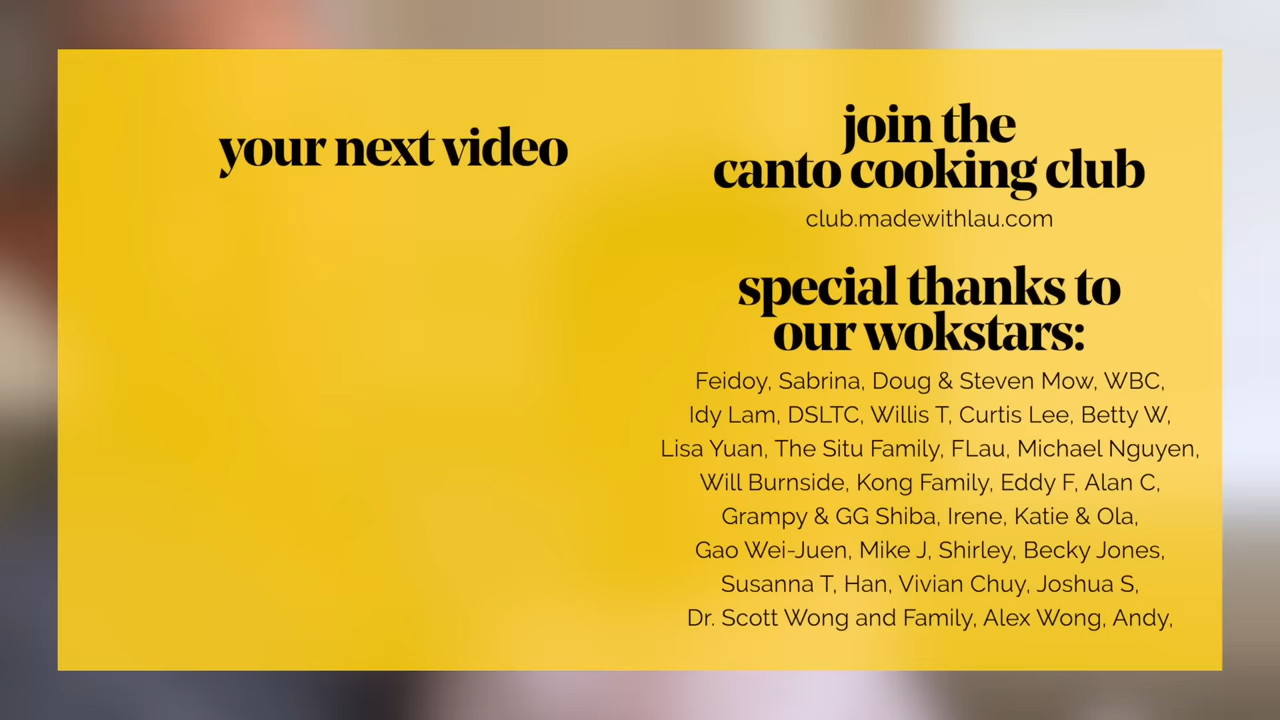 your next video
join the
canto cooking club
club.madewithlau.com
special thanks to
our wokstars:
Feidoy, Sabrina, Doug & Steven Mow, WBC,
Idy Lam, DSLTC, Willis T, Curtis Lee, Betty W,
Lisa Yuan, The Situ Family, FLau, Michael Nguyen,
Will Burnside, Kong Family, Eddy F, Alan C,
Grampy & GG Shiba, Irene, Katie & Ola,
Gao Wei-Juen, Mike J, Shirley, Becky Jones,
Susanna T, Han, Vivian Chuy, Joshua S,
Dr. Scott Wong and Family, Alex Wong, Andy,